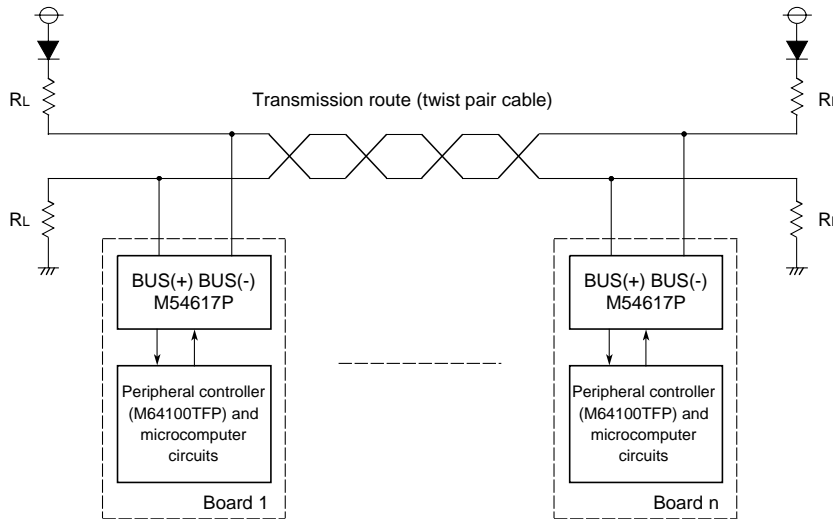 Transmission route (twist pair cable)
RL
R
RL
R
BUS(+) BUS(-)
M54617P
Peripheral controller
(M64100TFP) and
microcomputer
circuits
Board 1
BUS(+) BUS(-)
M54617P
Peripheral controller
(M64100TFP) and
microcomputer
circuits
Board n